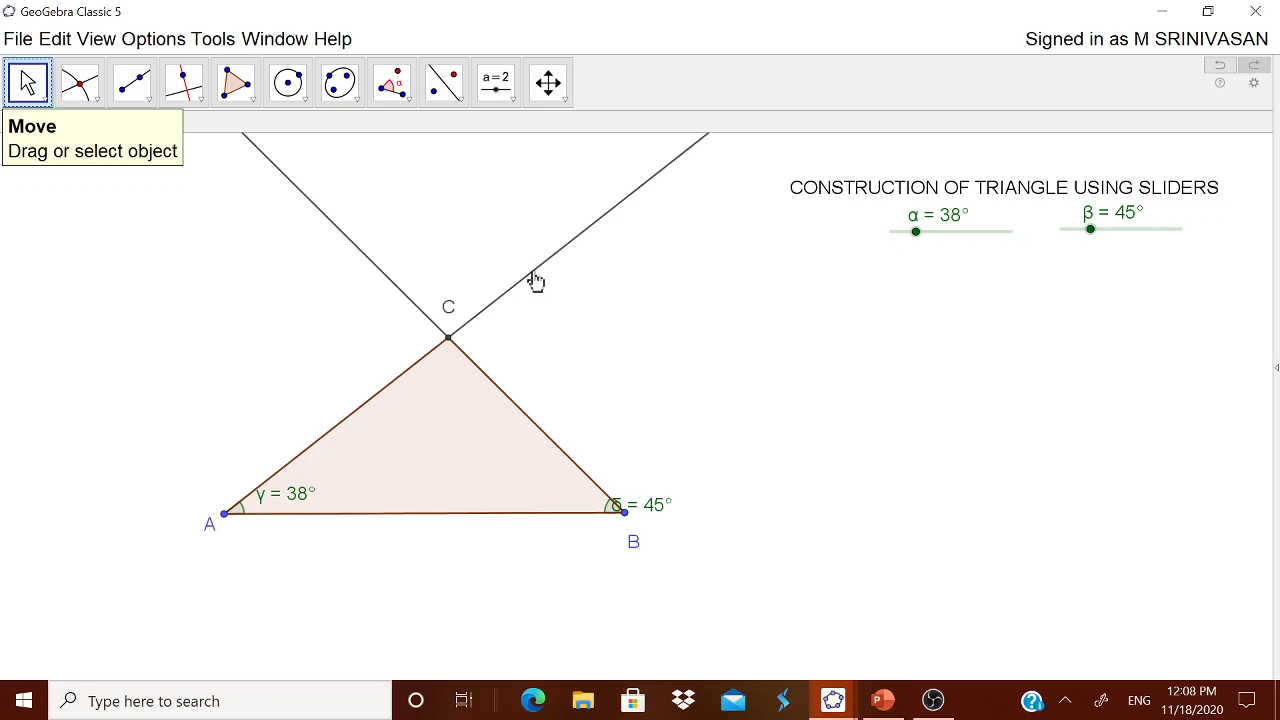 GeoGebra Classic 5
File Edit View Options Tools Window Help
Signed in as M SRINIVASAN
α
a=2
Move
Drag or select object
CONSTRUCTION OF TRIANGLE USING SLIDERS
α = 38°
β = 45°
C
γ = 38°
δ = 45°
A
B
Type here to search
ENG
12:08 PM
11/18/2020